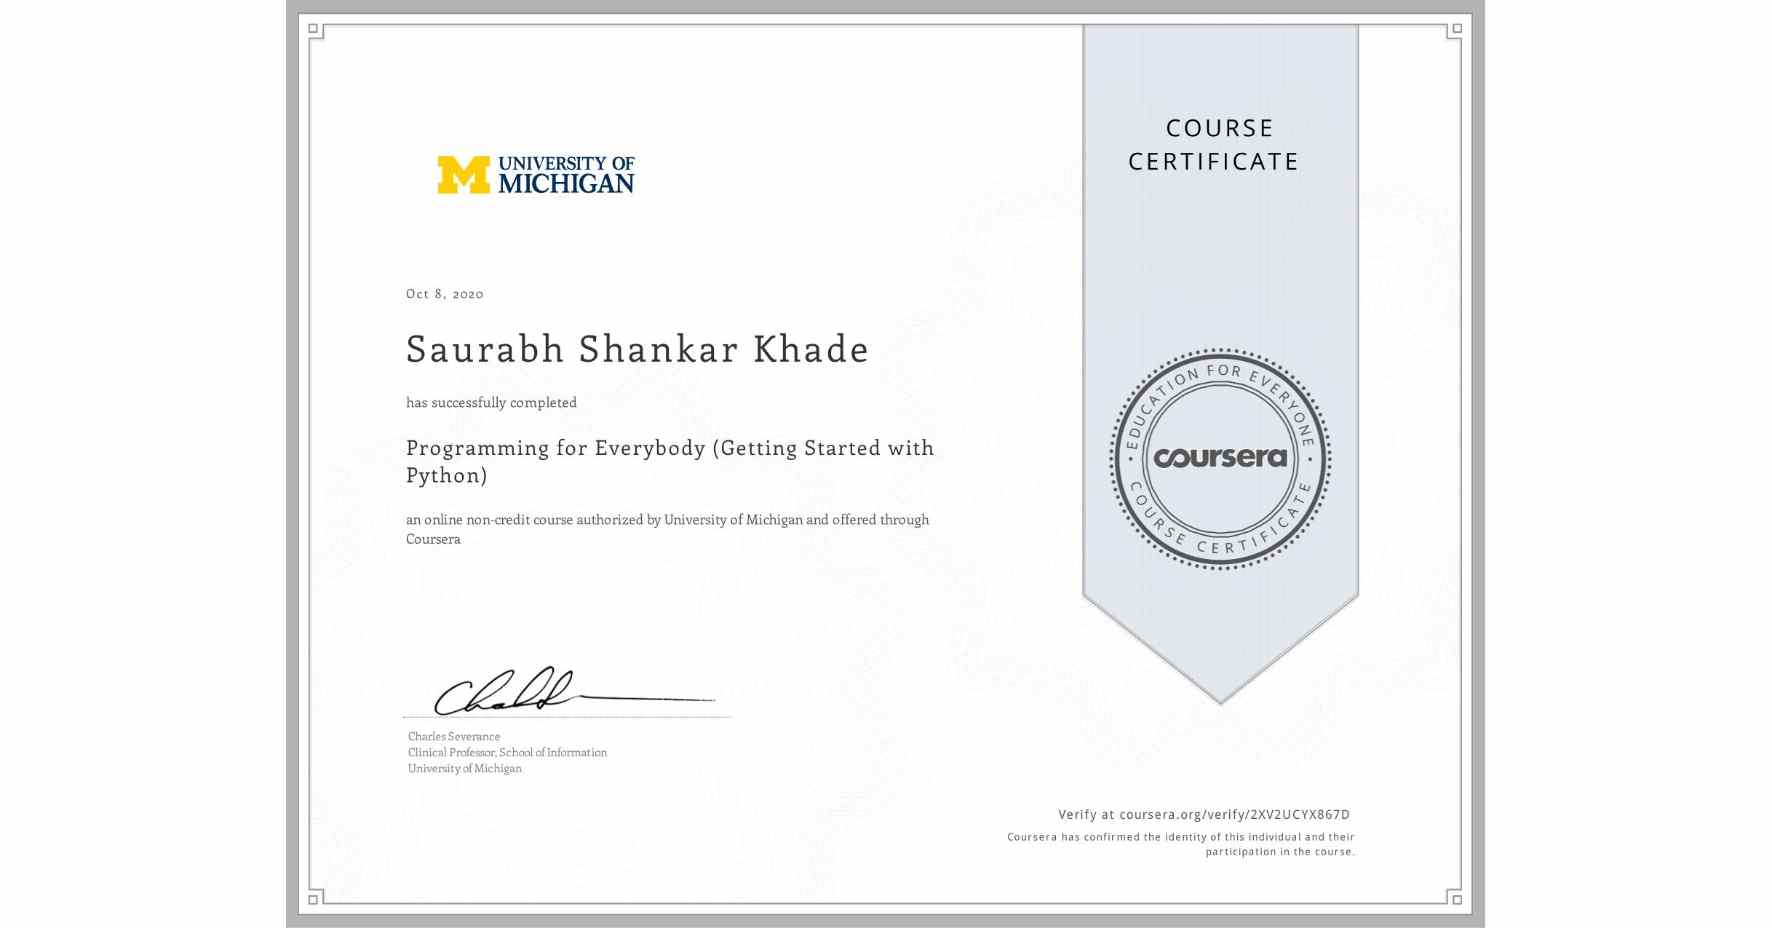 UNIVERSITY OF
MICHIGAN
COURSE
CERTIFICATE
Oct 8, 2020
Saurabh Shankar Khade
has successfully completed
Programming for Everybody (Getting Started with
Python)
an online non-credit course authorized by University of Michigan and offered through
Coursera
EDUCATION FOR EVERYONE
coursera
COURSE CERTIFICATE
Charles Severance
Clinical Professor, School of Information
University of Michigan
Verify at coursera.org/verify/2XV2UCYX867D
Coursera has confirmed the identity of this individual and their
participation in the course.